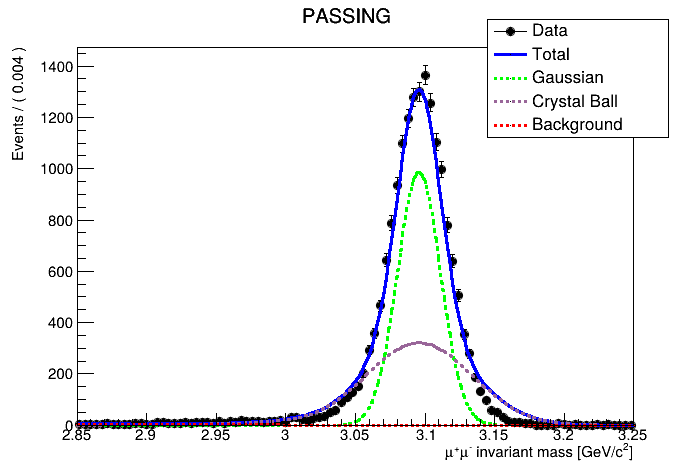 PASSING
Data
Total
Gaussian
Crystal Ball
Background
Events / ( 0.004 )
1400
1200
1000
800
600
400
200
0
2.85 2.9 2.95 3 3.05 3.1 3.15 3.2 3.25
μ⁺μ⁻ invariant mass [GeV/c²]